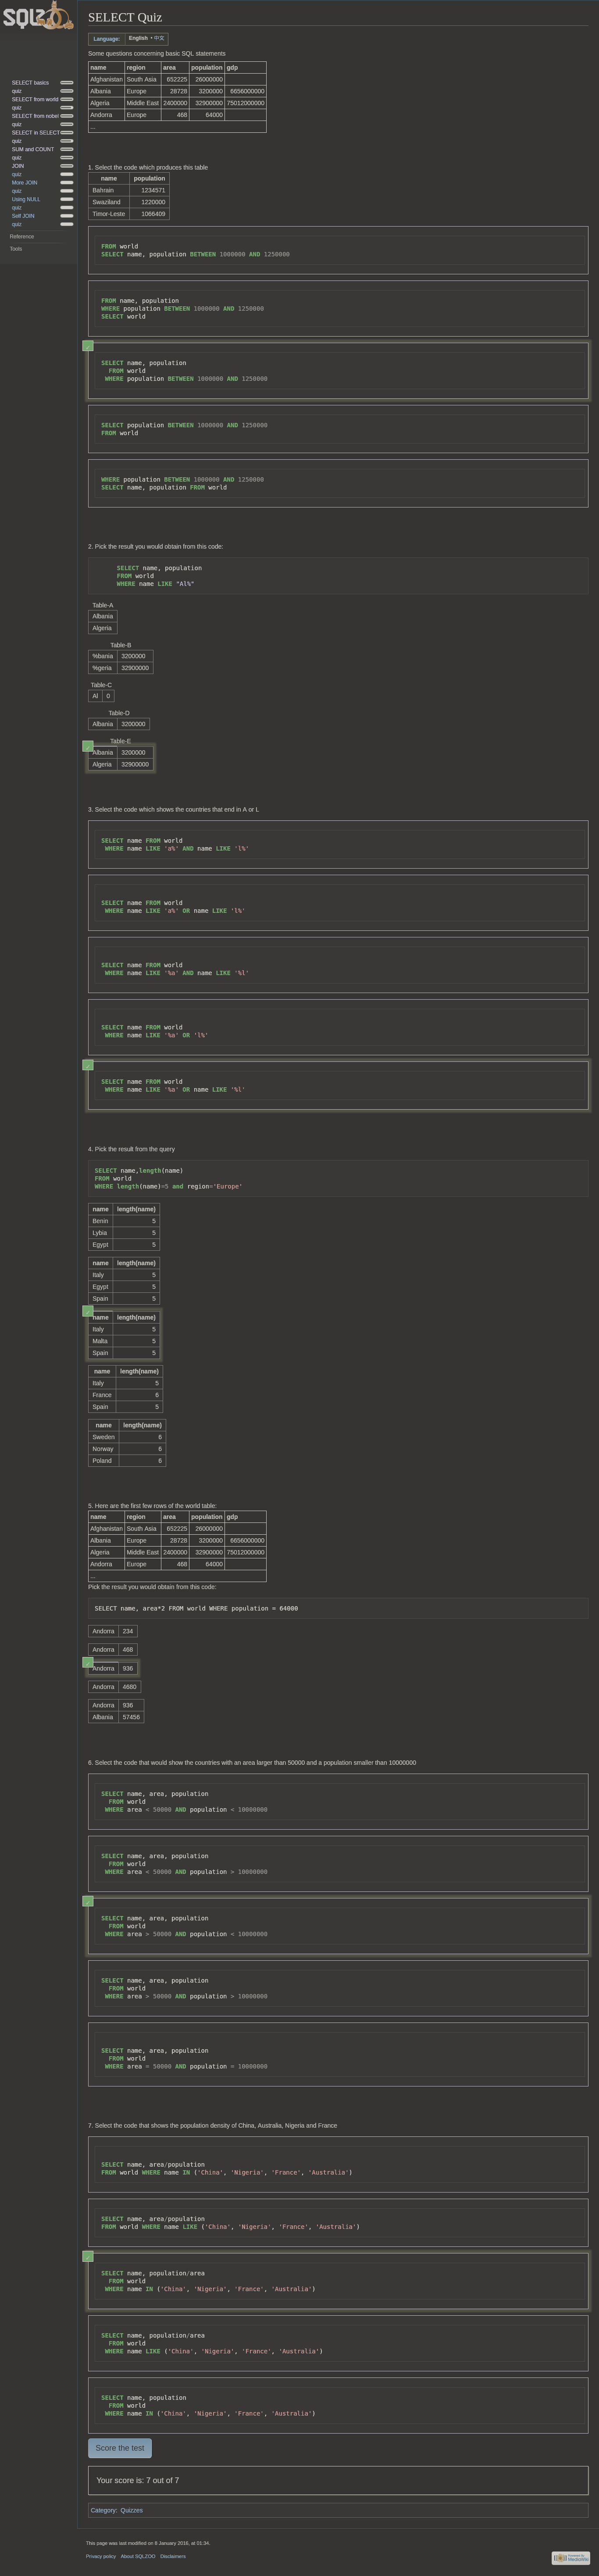 SQLZOO
SELECT basics
quiz
SELECT from world
quiz
SELECT from nobel
quiz
SELECT in SELECT
quiz
SUM and COUNT
quiz
JOIN
quiz
More JOIN
quiz
Using NULL
quiz
Self JOIN
quiz
Reference
Tools
SELECT Quiz
Language: English • 中文
Some questions concerning basic SQL statements
name region area population gdp
Afghanistan South Asia 652225 26000000
Albania Europe 28728 3200000 6656000000
Algeria Middle East 2400000 32900000 75012000000
Andorra Europe 468 64000
...
1. Select the code which produces this table
name population
Bahrain 1234571
Swaziland 1220000
Timor-Leste 1066409
FROM world
SELECT name, population BETWEEN 1000000 AND 1250000
FROM name, population
WHERE population BETWEEN 1000000 AND 1250000
SELECT world
SELECT name, population
FROM world
WHERE population BETWEEN 1000000 AND 1250000
SELECT population BETWEEN 1000000 AND 1250000
FROM world
WHERE population BETWEEN 1000000 AND 1250000
SELECT name, population FROM world
2. Pick the result you would obtain from this code:
SELECT name, population
FROM world
WHERE name LIKE "Al%"
Table-A
Albania
Algeria
Table-B
%bania 3200000
%geria 32900000
Table-C
Al 0
Table-D
Albania 3200000
Table-E
Albania 3200000
Algeria 32900000
3. Select the code which shows the countries that end in A or L
SELECT name FROM world
WHERE name LIKE 'a%' AND name LIKE 'l%'
SELECT name FROM world
WHERE name LIKE 'a%' OR name LIKE 'l%'
SELECT name FROM world
WHERE name LIKE '%a' AND name LIKE '%l'
SELECT name FROM world
WHERE name LIKE '%a' OR 'l%'
SELECT name FROM world
WHERE name LIKE '%a' OR name LIKE '%l'
4. Pick the result from the query
SELECT name,length(name)
FROM world
WHERE length(name)=5 and region='Europe'
name length(name)
Benin 5
Lybia 5
Egypt 5
name length(name)
Italy 5
Egypt 5
Spain 5
name length(name)
Italy 5
Malta 5
Spain 5
name length(name)
Italy 5
France 6
Spain 5
name length(name)
Sweden 6
Norway 6
Poland 6
5. Here are the first few rows of the world table:
name region area population gdp
Afghanistan South Asia 652225 26000000
Albania Europe 28728 3200000 6656000000
Algeria Middle East 2400000 32900000 75012000000
Andorra Europe 468 64000
...
Pick the result you would obtain from this code:
SELECT name, area*2 FROM world WHERE population = 64000
Andorra 234
Andorra 468
Andorra 936
Andorra 4680
Andorra 936
Albania 57456
6. Select the code that would show the countries with an area larger than 50000 and a population smaller than 10000000
SELECT name, area, population
FROM world
WHERE area < 50000 AND population < 10000000
SELECT name, area, population
FROM world
WHERE area < 50000 AND population > 10000000
SELECT name, area, population
FROM world
WHERE area > 50000 AND population < 10000000
SELECT name, area, population
FROM world
WHERE area > 50000 AND population > 10000000
SELECT name, area, population
FROM world
WHERE area = 50000 AND population = 10000000
7. Select the code that shows the population density of China, Australia, Nigeria and France
SELECT name, area/population
FROM world WHERE name IN ('China', 'Nigeria', 'France', 'Australia')
SELECT name, area/population
FROM world WHERE name LIKE ('China', 'Nigeria', 'France', 'Australia')
SELECT name, population/area
FROM world
WHERE name IN ('China', 'Nigeria', 'France', 'Australia')
SELECT name, population/area
FROM world
WHERE name LIKE ('China', 'Nigeria', 'France', 'Australia')
SELECT name, population
FROM world
WHERE name IN ('China', 'Nigeria', 'France', 'Australia')
Score the test
Your score is: 7 out of 7
Category: Quizzes
This page was last modified on 9 January 2016, at 01:34.
Privacy policy About SQLZOO Disclaimers
Powered by
MediaWiki